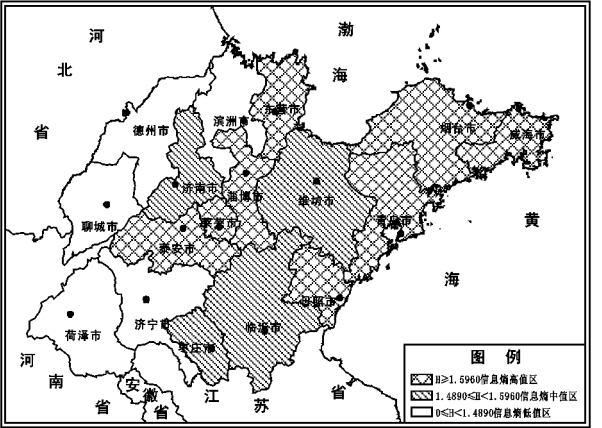 河
北
省
渤
海
德州市
滨洲市
东营市
烟台市
威海市
济南市
淄博市
潍坊市
聊城市
莱芜市
泰安市
青岛市
黄
海
日照市
菏泽市
济宁市
临沂市
枣庄市
河
南
省
安
徽
省
江
苏
省
图 例
H≥1.5960信息熵高值区
1.4890≤H<1.5960信息熵中值区
0≤H<1.4890信息熵低值区